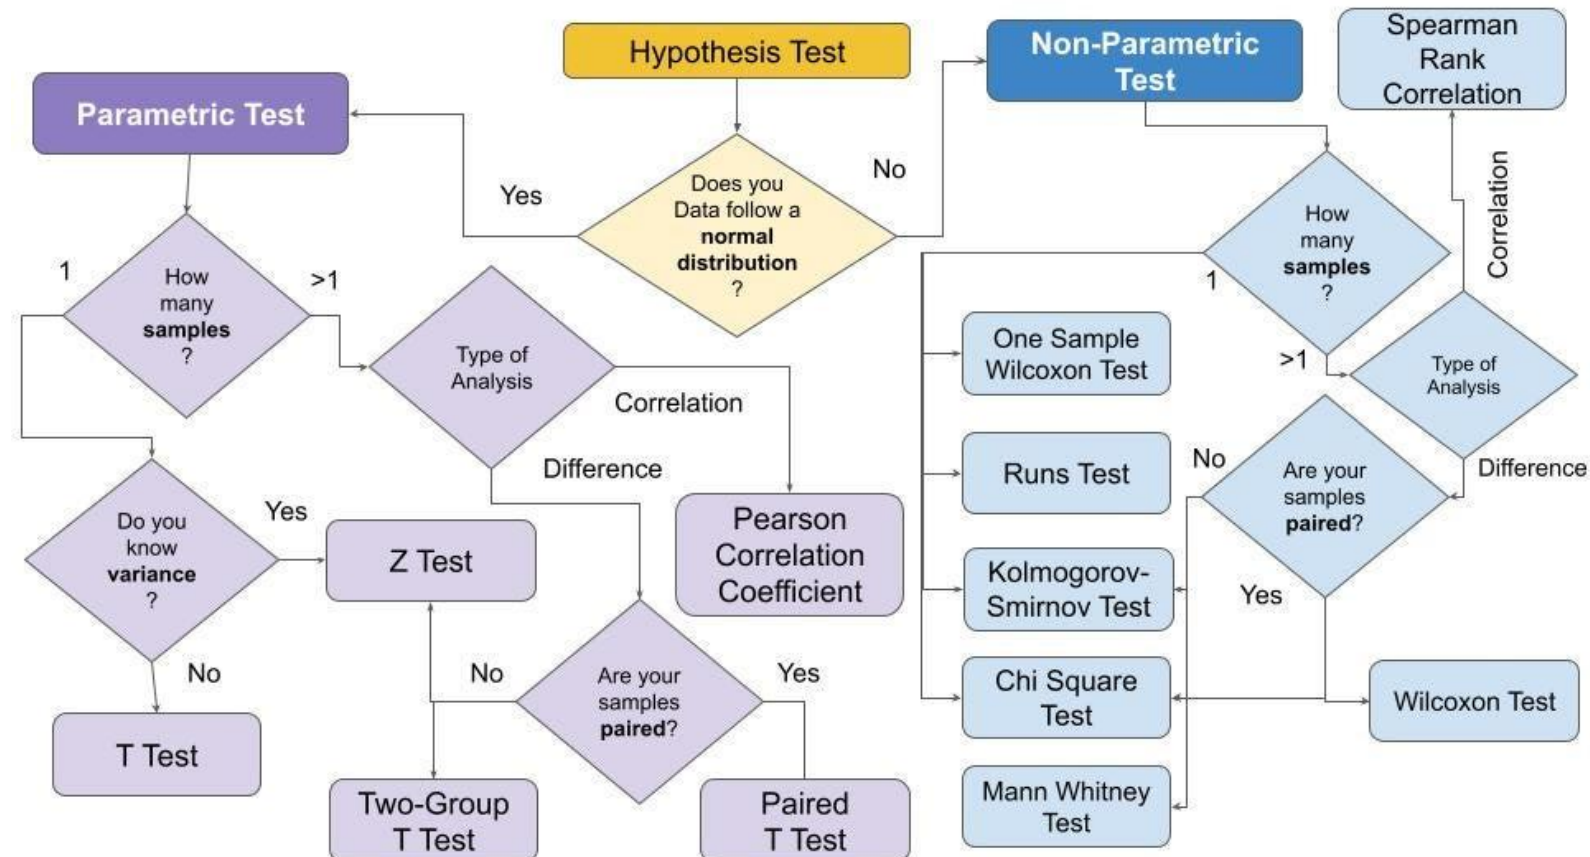 Hypothesis Test
Non-Parametric
Test
Spearman
Rank
Correlation
Parametric Test
Does you
Data follow a
normal
distribution
?
Yes
No
How
many
samples
?
1
>1
Type of
Analysis
Correlation
Difference
Do you
know
variance
?
Yes
No
Z Test
T Test
Pearson
Correlation
Coefficient
Are your
samples
paired?
No
Yes
Two-Group
T Test
Paired
T Test
How
many
samples
?
1
>1
Correlation
Type of
Analysis
Difference
Are your
samples
paired?
No
Yes
One Sample
Wilcoxon Test
Runs Test
Kolmogorov-
Smirnov Test
Chi Square
Test
Mann Whitney
Test
Wilcoxon Test